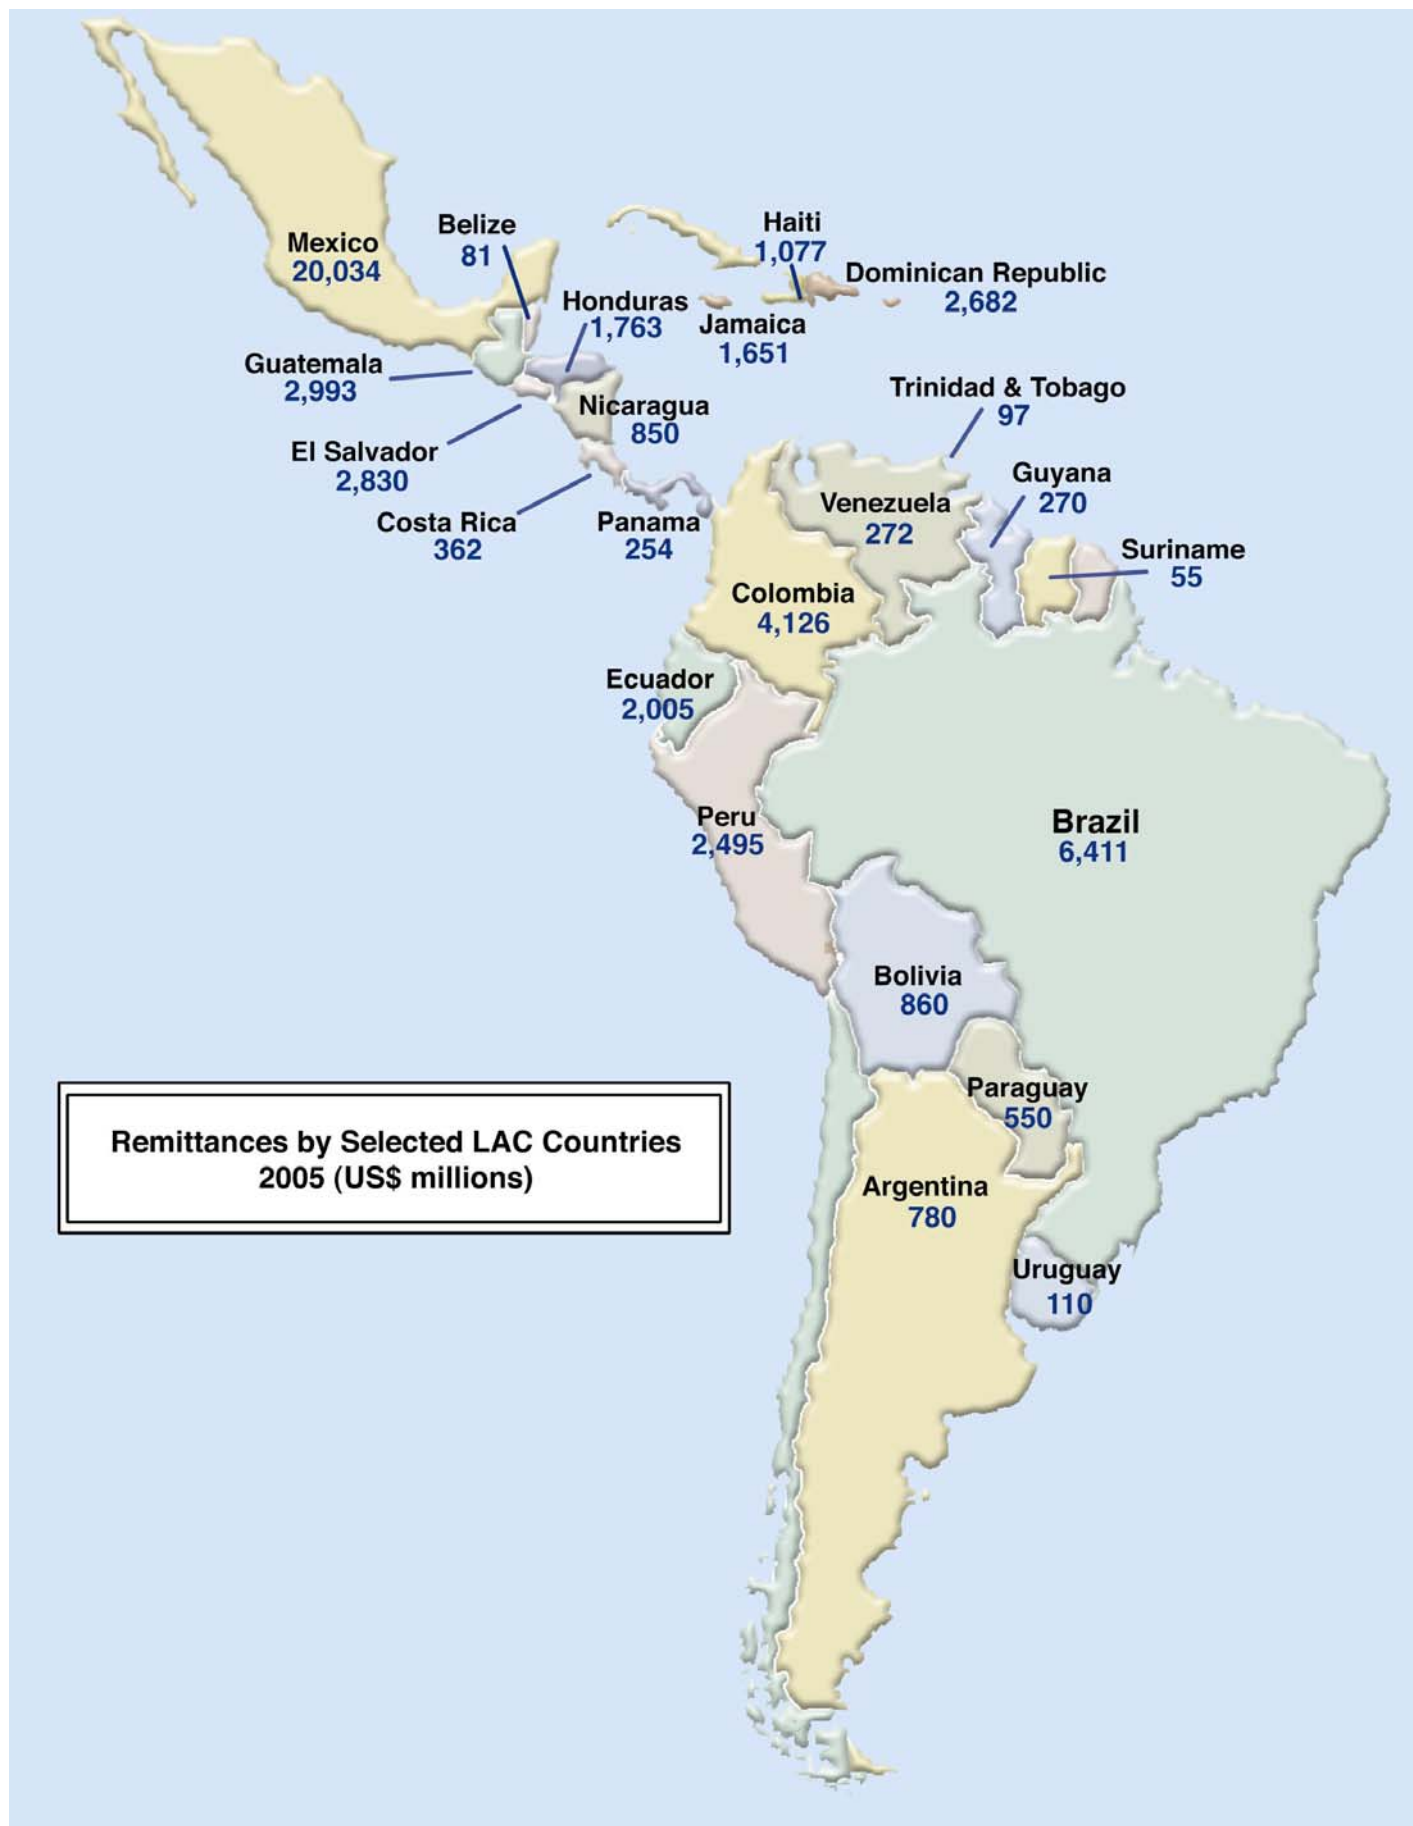 Mexico
20,034
Belize
81
Haiti
1,077
Dominican Republic
2,682
Honduras
1,763
Jamaica
1,651
Guatemala
2,993
Nicaragua
850
Trinidad & Tobago
97
El Salvador
2,830
Guyana
270
Venezuela
272
Costa Rica
362
Panama
254
Suriname
55
Colombia
4,126
Ecuador
2,005
Peru
2,495
Brazil
6,411
Bolivia
860
Paraguay
550
Remittances by Selected LAC Countries
2005 (US$ millions)
Argentina
780
Uruguay
110